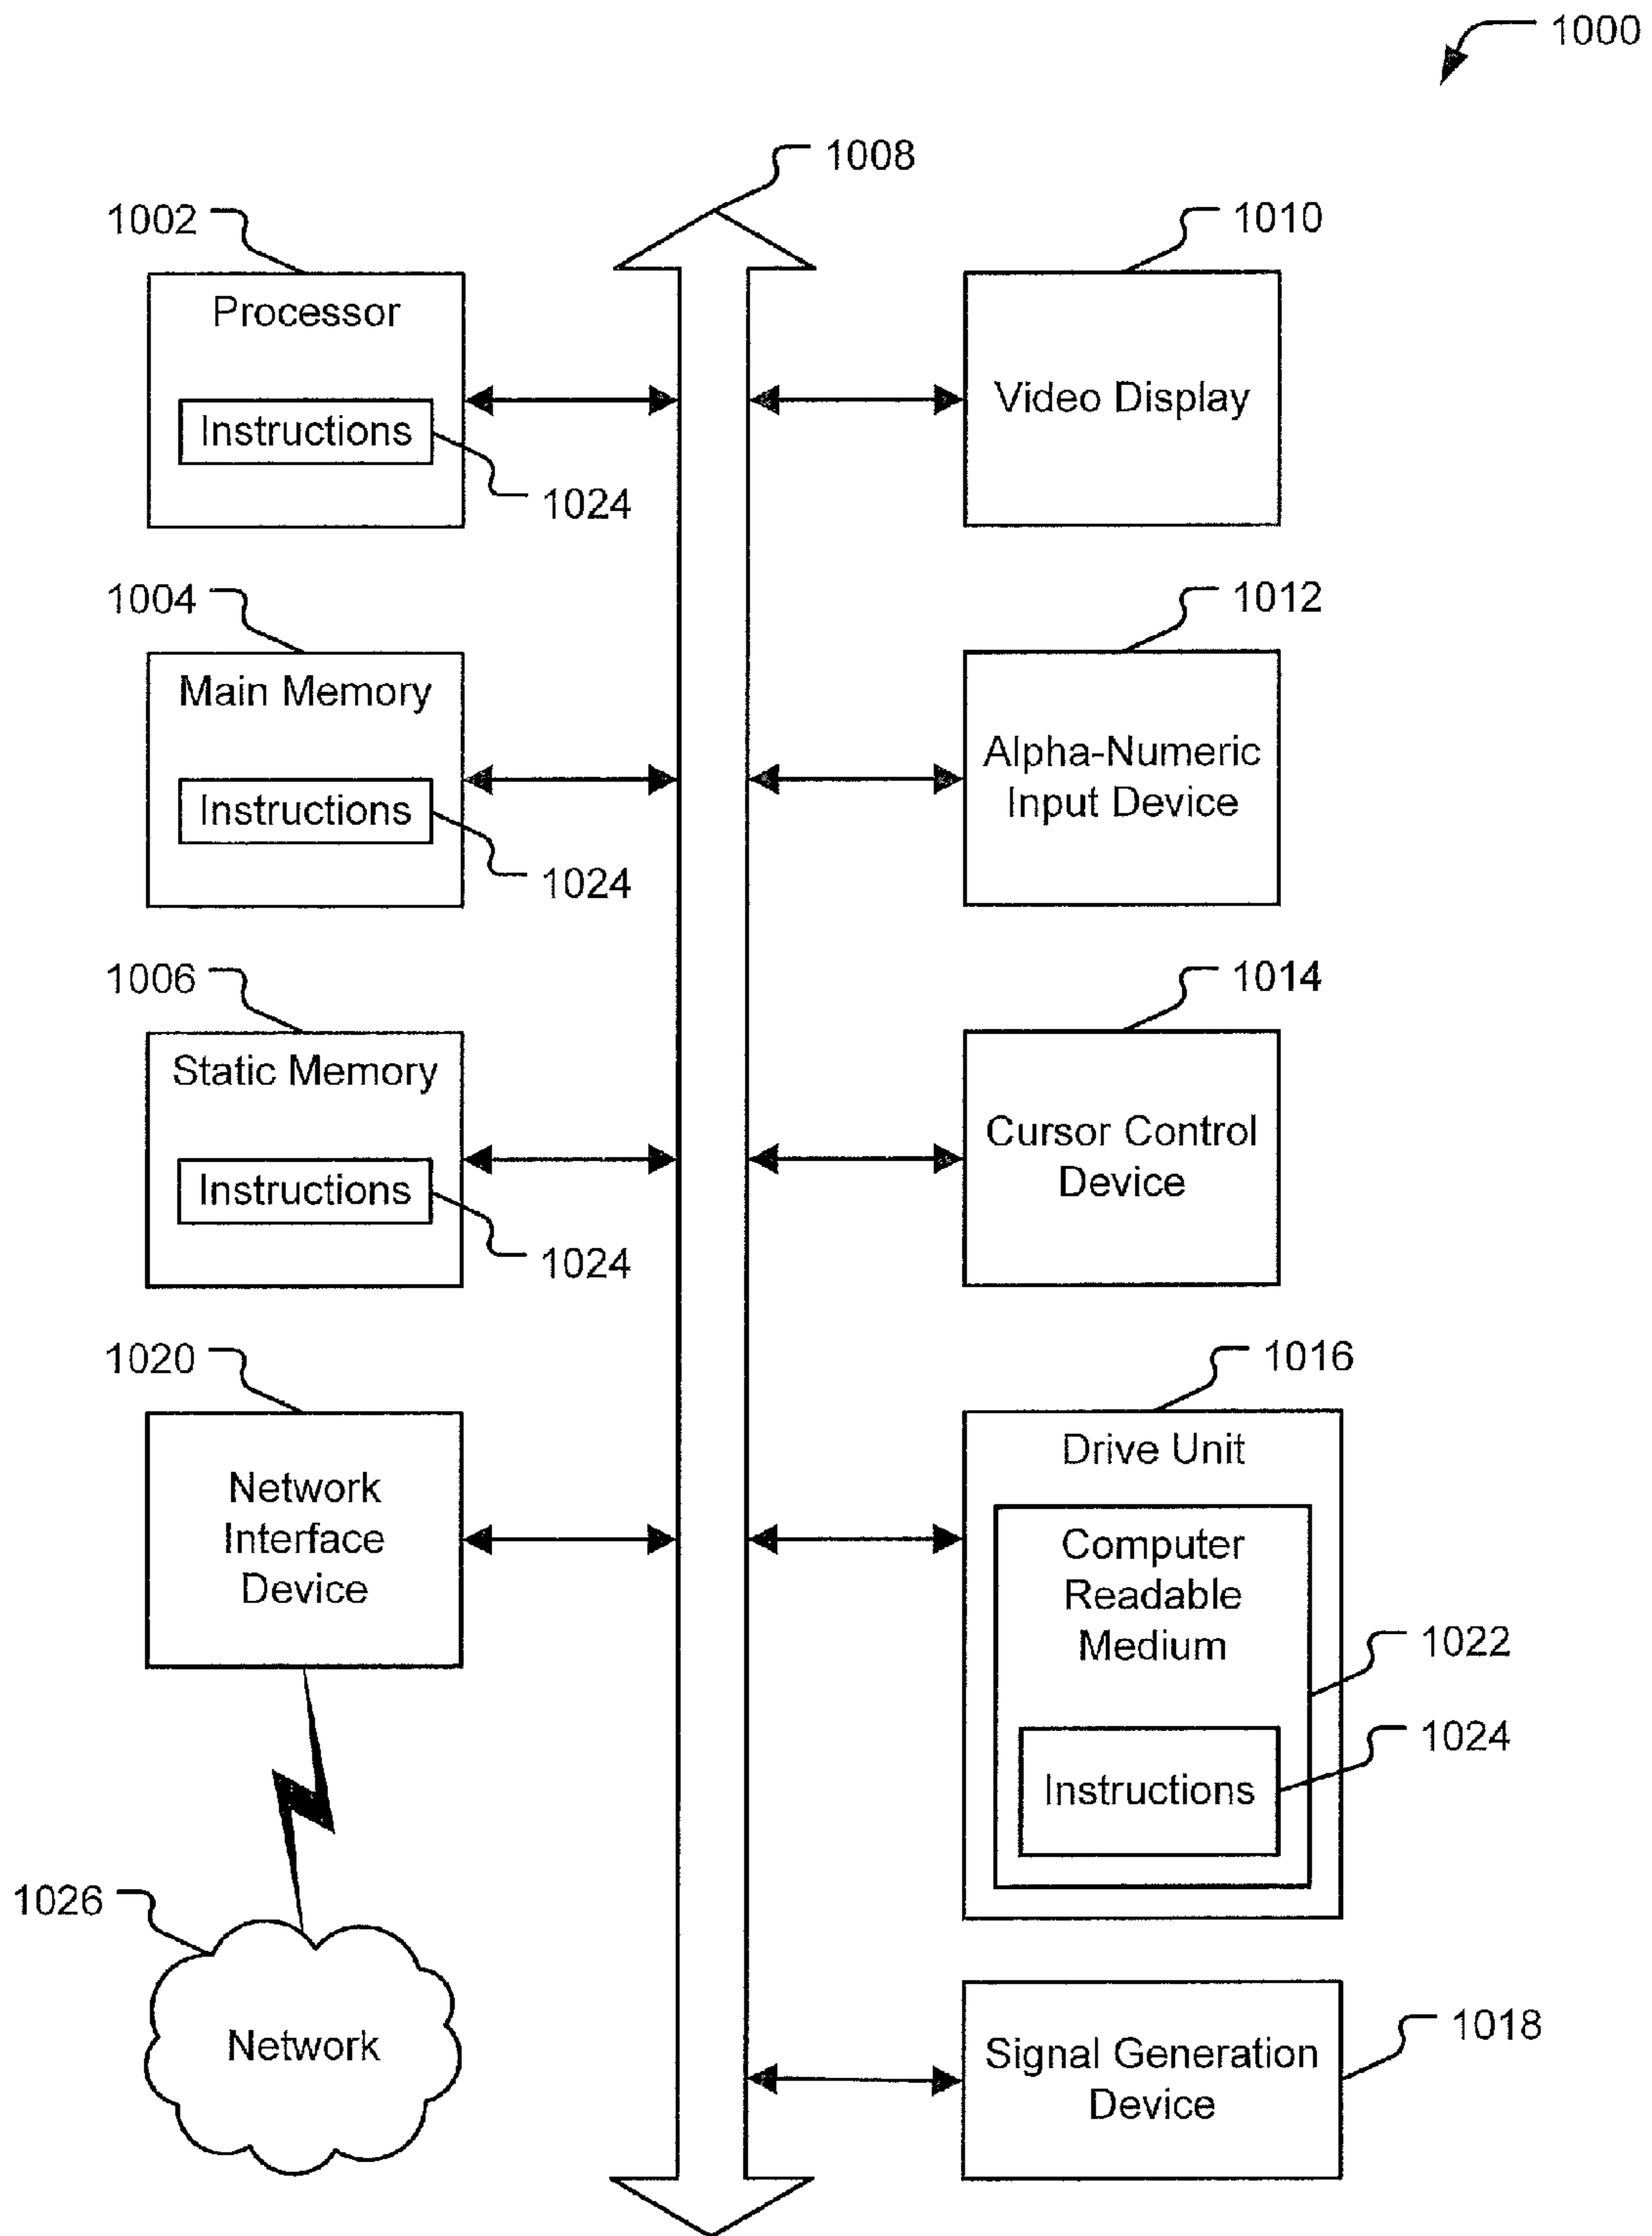 1000
1008
1002
Processor
Instructions
1024
1010
Video Display
1004
Main Memory
Instructions
1024
1012
Alpha-Numeric
Input Device
1006
Static Memory
Instructions
1024
1014
Cursor Control
Device
1020
Network
Interface
Device
1016
Drive Unit
Computer
Readable
Medium
1022
Instructions
1024
1026
Network
Signal Generation
Device
1018